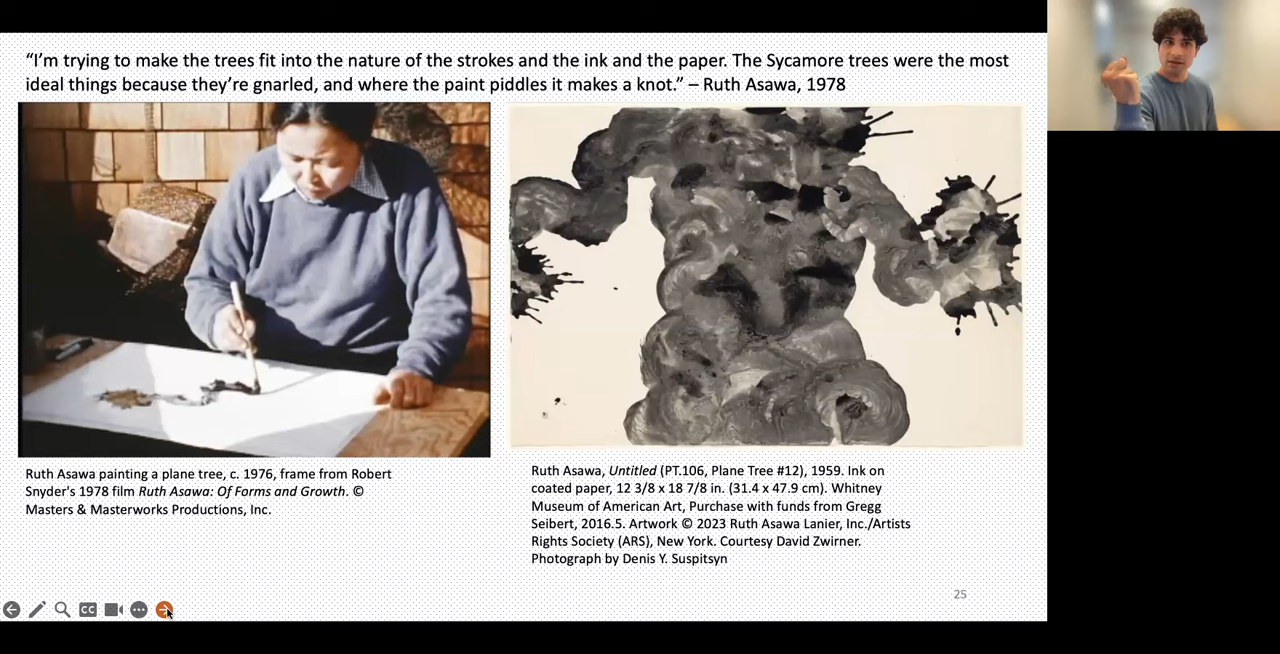 “I’m trying to make the trees fit into the nature of the strokes and the ink and the paper. The Sycamore trees were the most
ideal things because they’re gnarled, and where the paint piddles it makes a knot.” – Ruth Asawa, 1978
Ruth Asawa painting a plane tree, c. 1976, frame from Robert
Snyder's 1978 film Ruth Asawa: Of Forms and Growth. ©
Masters & Masterworks Productions, Inc.
Ruth Asawa, Untitled (PT.106, Plane Tree #12), 1959. Ink on
coated paper, 12 3/8 x 18 7/8 in. (31.4 x 47.9 cm). Whitney
Museum of American Art, Purchase with funds from Gregg
Seibert, 2016.5. Artwork © 2023 Ruth Asawa Lanier, Inc./Artists
Rights Society (ARS), New York. Courtesy David Zwirner.
Photograph by Denis Y. Suspitsyn
25
CC